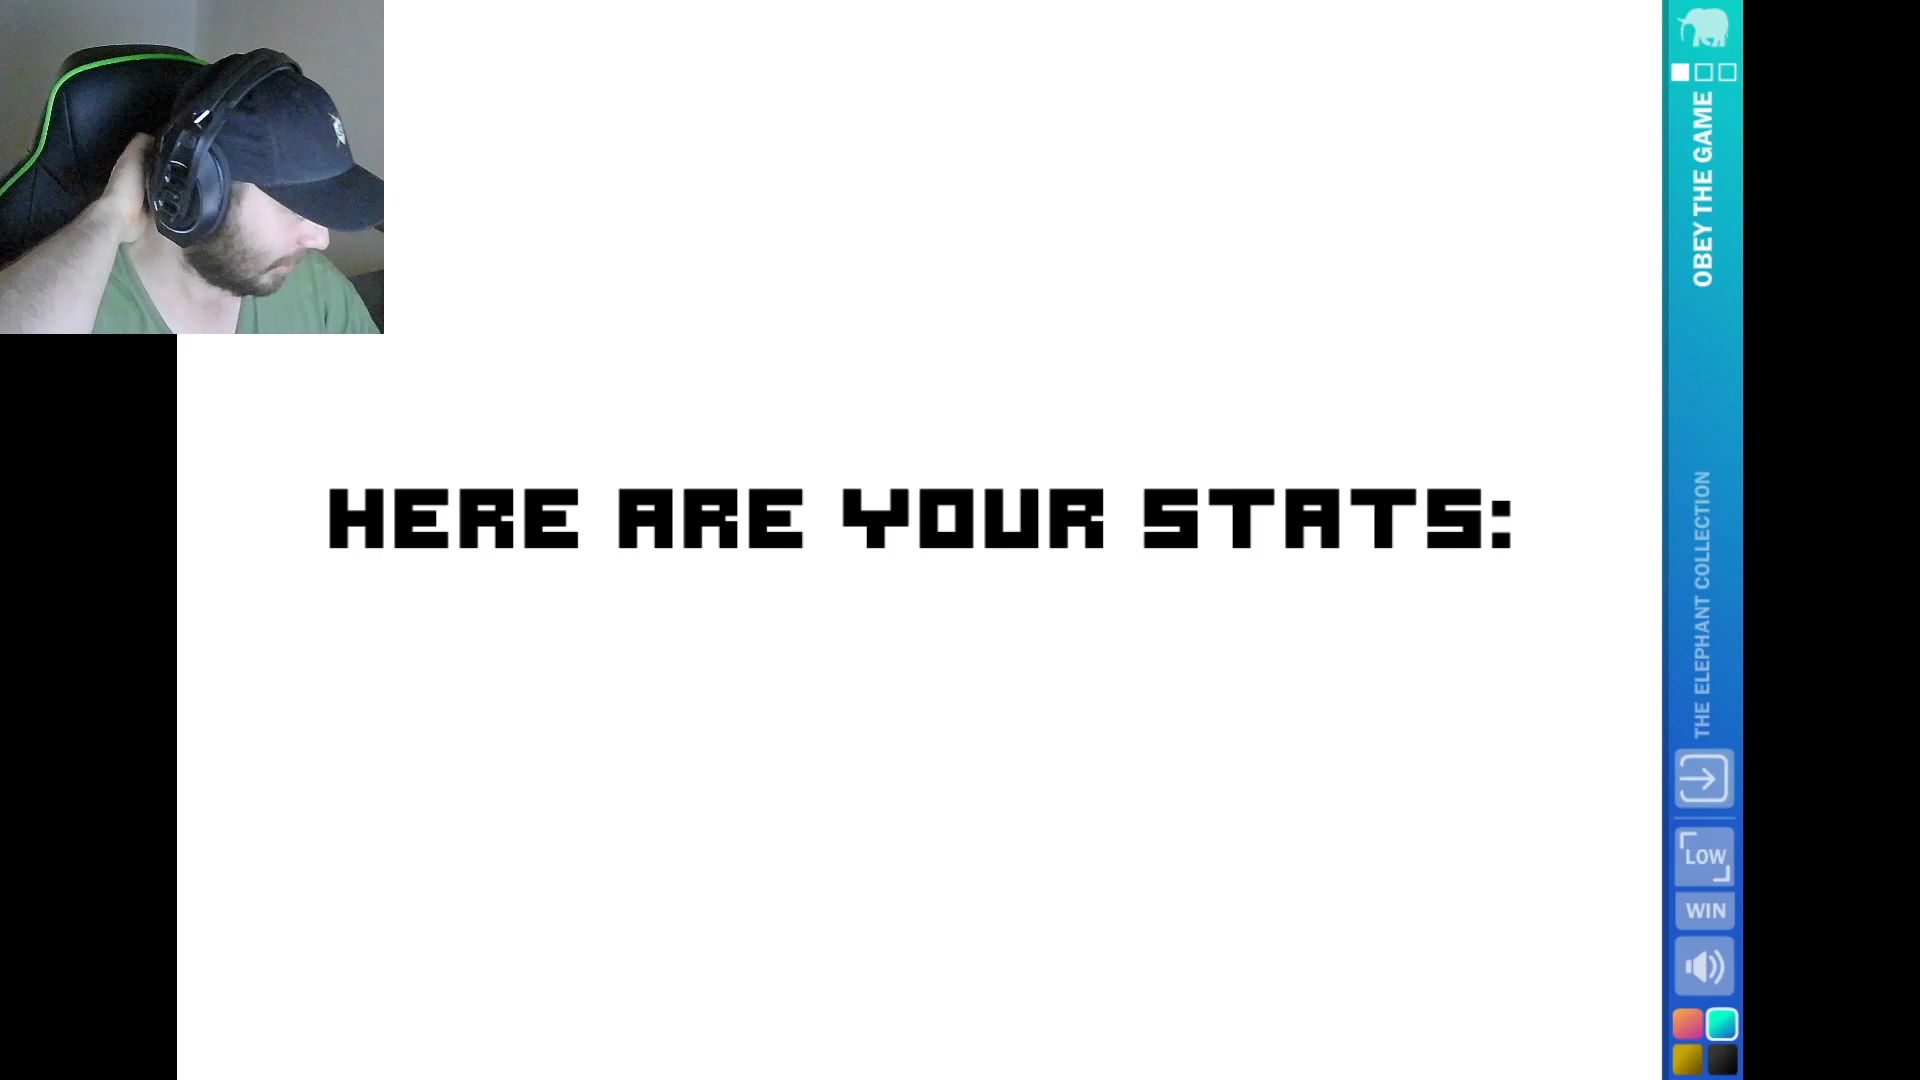 HERE ARE YOUR STATS:
OBEY THE GAME
THE ELEPHANT COLLECTION
LOW
WIN